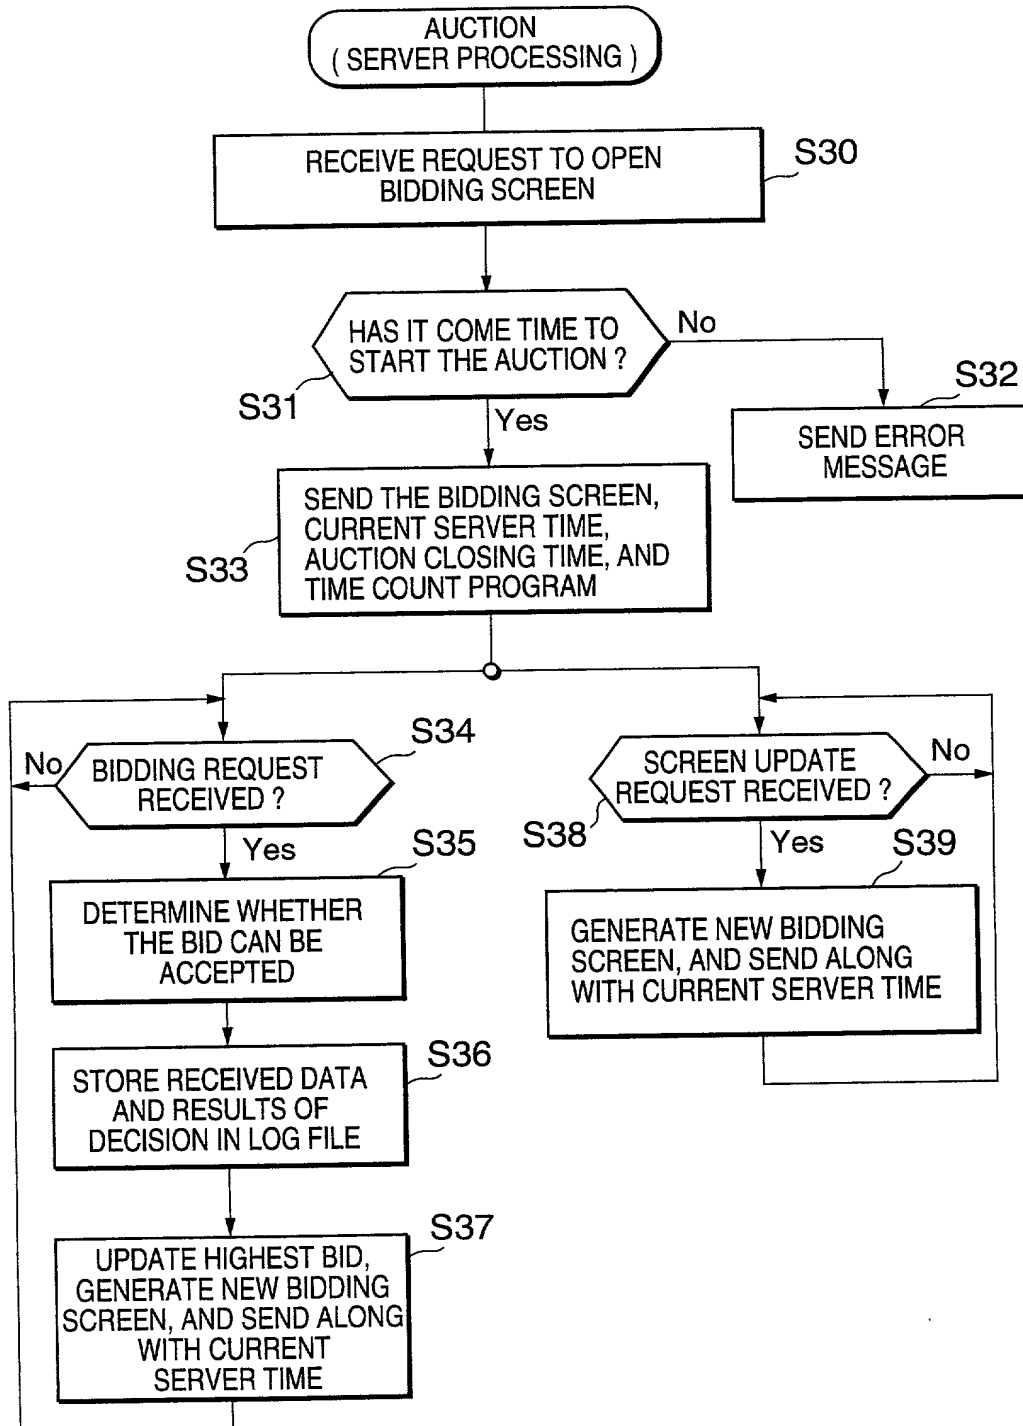 AUCTION
( SERVER PROCESSING )
RECEIVE REQUEST TO OPEN
BIDDING SCREEN
S30
HAS IT COME TIME TO
START THE AUCTION ?
S31
No
Yes
S32
SEND ERROR
MESSAGE
SEND THE BIDDING SCREEN,
CURRENT SERVER TIME,
AUCTION CLOSING TIME, AND
TIME COUNT PROGRAM
S33
S34
No
BIDDING REQUEST
RECEIVED ?
Yes
S35
DETERMINE WHETHER
THE BID CAN BE
ACCEPTED
S36
STORE RECEIVED DATA
AND RESULTS OF
DECISION IN LOG FILE
S37
UPDATE HIGHEST BID,
GENERATE NEW BIDDING
SCREEN, AND SEND ALONG
WITH CURRENT
SERVER TIME
SCREEN UPDATE
REQUEST RECEIVED ?
No
S38
Yes
S39
GENERATE NEW BIDDING
SCREEN, AND SEND ALONG
WITH CURRENT SERVER TIME